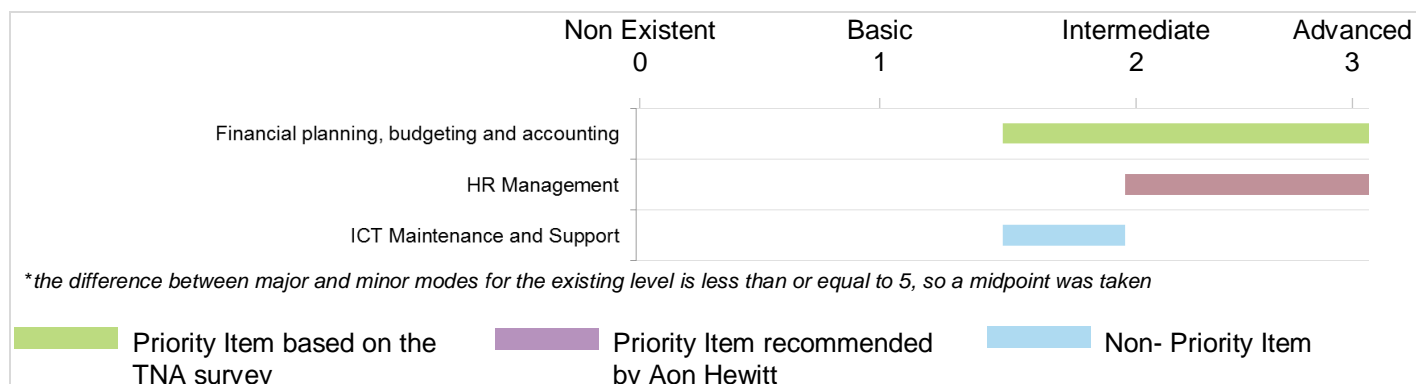 Non Existent Basic Intermediate Advanced
0 1 2 3
Financial planning, budgeting and accounting
HR Management
ICT Maintenance and Support
*the difference between major and minor modes for the existing level is less than or equal to 5, so a midpoint was taken
Priority Item based on the
TNA survey
Priority Item recommended
by Aon Hewitt
Non- Priority Item